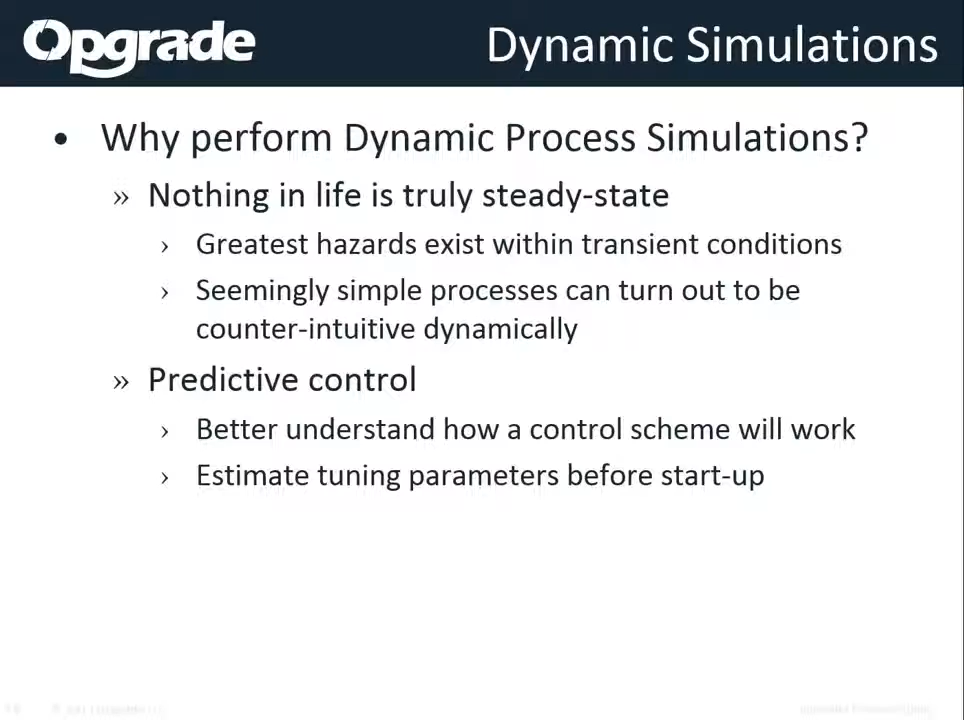 Opgrade
Dynamic Simulations
• Why perform Dynamic Process Simulations?
» Nothing in life is truly steady-state
› Greatest hazards exist within transient conditions
› Seemingly simple processes can turn out to be
counter-intuitive dynamically
» Predictive control
› Better understand how a control scheme will work
› Estimate tuning parameters before start-up